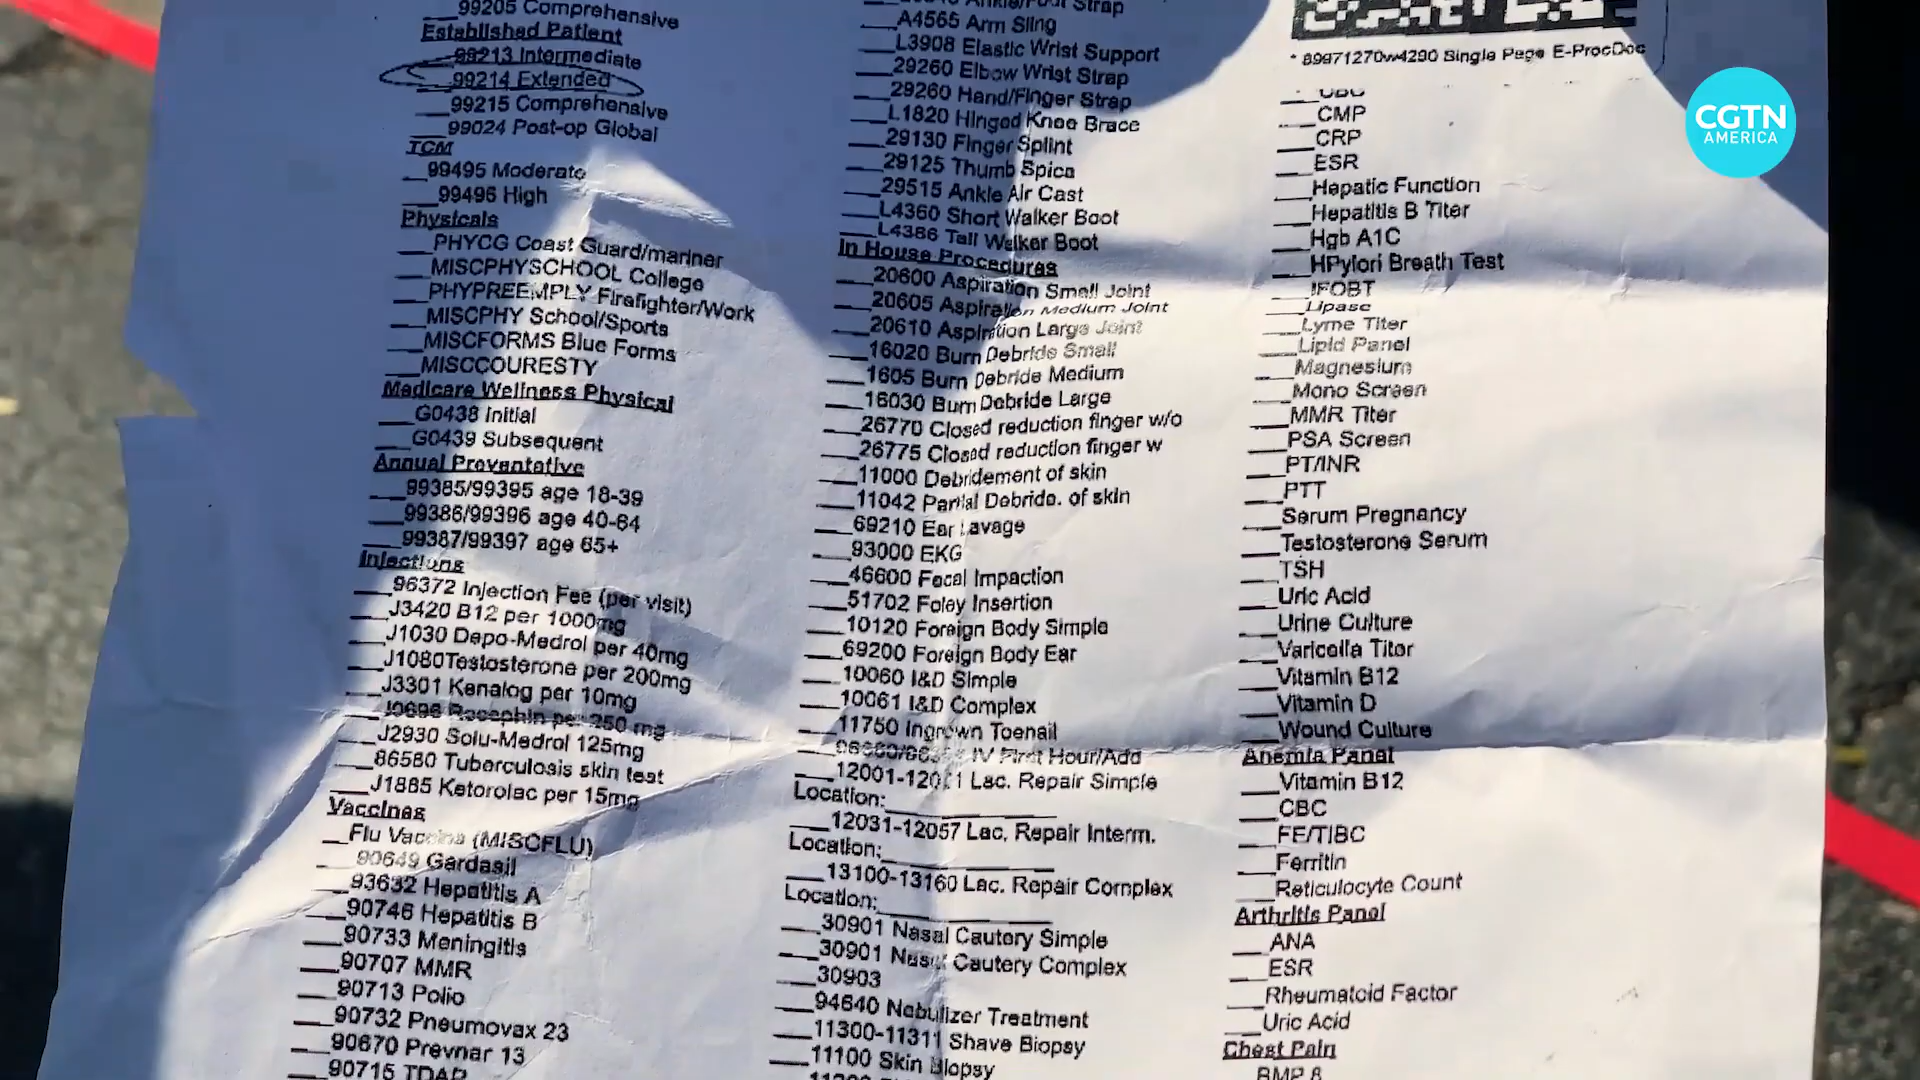 99205 Comprehensive
Established Patient
99213 Intermediate
99214 Extended
99215 Comprehensive
99024 Post-op Global
TCM
99495 Moderate
99496 High
Physicals
PHYCG Coast Guard/mariner
MISCPHYSCHOOL College
PHYPREEMPLY Firefighter/Work
MISCPHY School/Sports
MISCFORMS Blue Forms
MISCCOURESTY
Medicare Wellness Physical
G0438 Initial
G0439 Subsequent
Annual Preventative
99385/99395 age 18-39
99386/99396 age 40-64
99387/99397 age 65+
Injections
96372 Injection Fee (per visit)
J3420 B12 per 1000mg
J1030 Depo-Medrol per 40mg
J1080Testosterone per 200mg
J3301 Kenalog per 10mg
J0696 Rocephin per 250 mg
J2930 Solu-Medrol 125mg
86580 Tuberculosis skin test
J1885 Ketorolac per 15mg
Vaccines
Flu Vaccine (MISCFLU)
90649 Gardasil
93632 Hepatitis A
90746 Hepatitis B
90733 Meningitis
90707 MMR
90713 Polio
90732 Pneumovax 23
90670 Prevnar 13
90715 TDAP
Strap
A4565 Arm Sling
L3908 Elastic Wrist Support
29260 Elbow Wrist Strap
29260 Hand/Finger Strap
L1820 Hinged Knee Brace
29130 Finger Splint
29125 Thumb Spica
29515 Ankle Air Cast
L4360 Short Walker Boot
L4386 Tall Walker Boot
In House Procedures
20600 Aspiration Small Joint
20605 Aspiration Medium Joint
20610 Aspiration Large Joint
16020 Burn Debride Small
1605 Burn Debride Medium
16030 Burn Debride Large
26770 Closed reduction finger w/o
26775 Closed reduction finger w
11000 Debridement of skin
11042 Partial Debride. of skin
69210 Ear Lavage
93000 EKG
46600 Fecal Impaction
51702 Foley Insertion
10120 Foreign Body Simple
69200 Foreign Body Ear
10060 I&D Simple
10061 I&D Complex
11750 Ingrown Toenail
IV First Hour/Add
12001-12021 Lac. Repair Simple
Location:
12031-12057 Lac. Repair Interm.
Location:
13100-13160 Lac. Repair Complex
Location:
30901 Nasal Cautery Simple
30901 Nasal Cautery Complex
30903
94640 Nebulizer Treatment
11300-11311 Shave Biopsy
11100 Skin Biopsy
* 89971270w4290 Single Page E-ProcDoc
CBC
CMP
CRP
ESR
Hepatic Function
Hepatitis B Titer
Hgb A1C
HPylori Breath Test
IFOBT
Lipase
Lyme Titer
Lipid Panel
Magnesium
Mono Screen
MMR Titer
PSA Screen
PT/INR
PTT
Serum Pregnancy
Testosterone Serum
TSH
Uric Acid
Urine Culture
Varicella Titor
Vitamin B12
Vitamin D
Wound Culture
Anemia Panel
Vitamin B12
CBC
FE/TIBC
Ferritin
Reticulocyte Count
Arthritis Panel
ANA
ESR
Rheumatoid Factor
Uric Acid
Chest Pain
BMP 8
CGTN
AMERICA